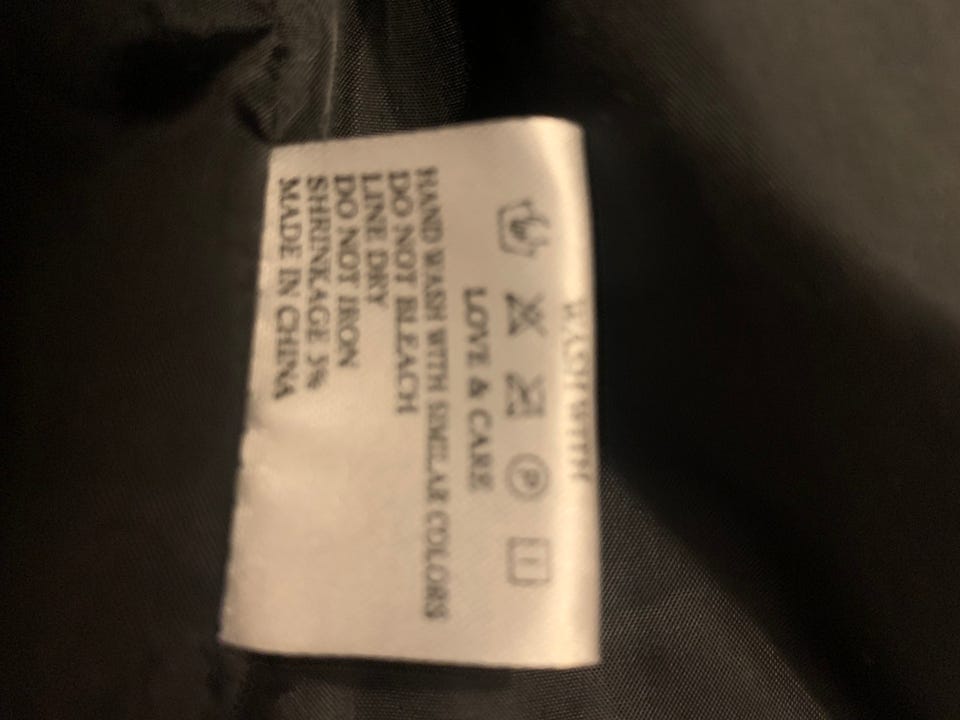 WASH WITH
Ⓟ
LOVE & CARE
HAND WASH WITH SIMILAR COLORS
DO NOT BLEACH
LINE DRY
DO NOT IRON
SHRINKAGE 5%
MADE IN CHINA